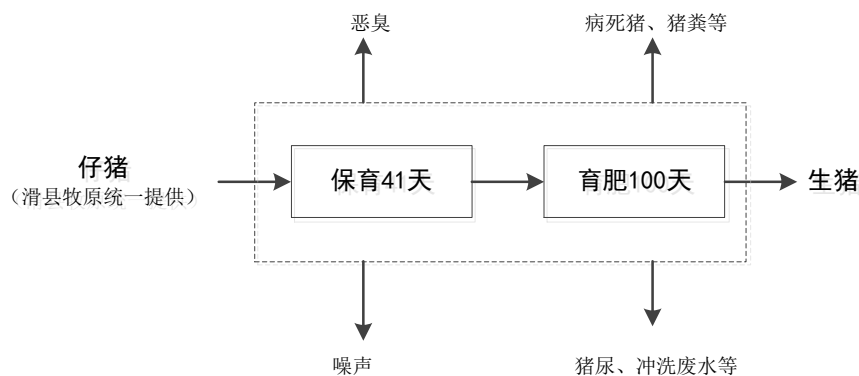 恶臭
病死猪、猪粪等
仔猪
（滑县牧原统一提供）
保育41天
育肥100天
生猪
噪声
猪尿、冲洗废水等